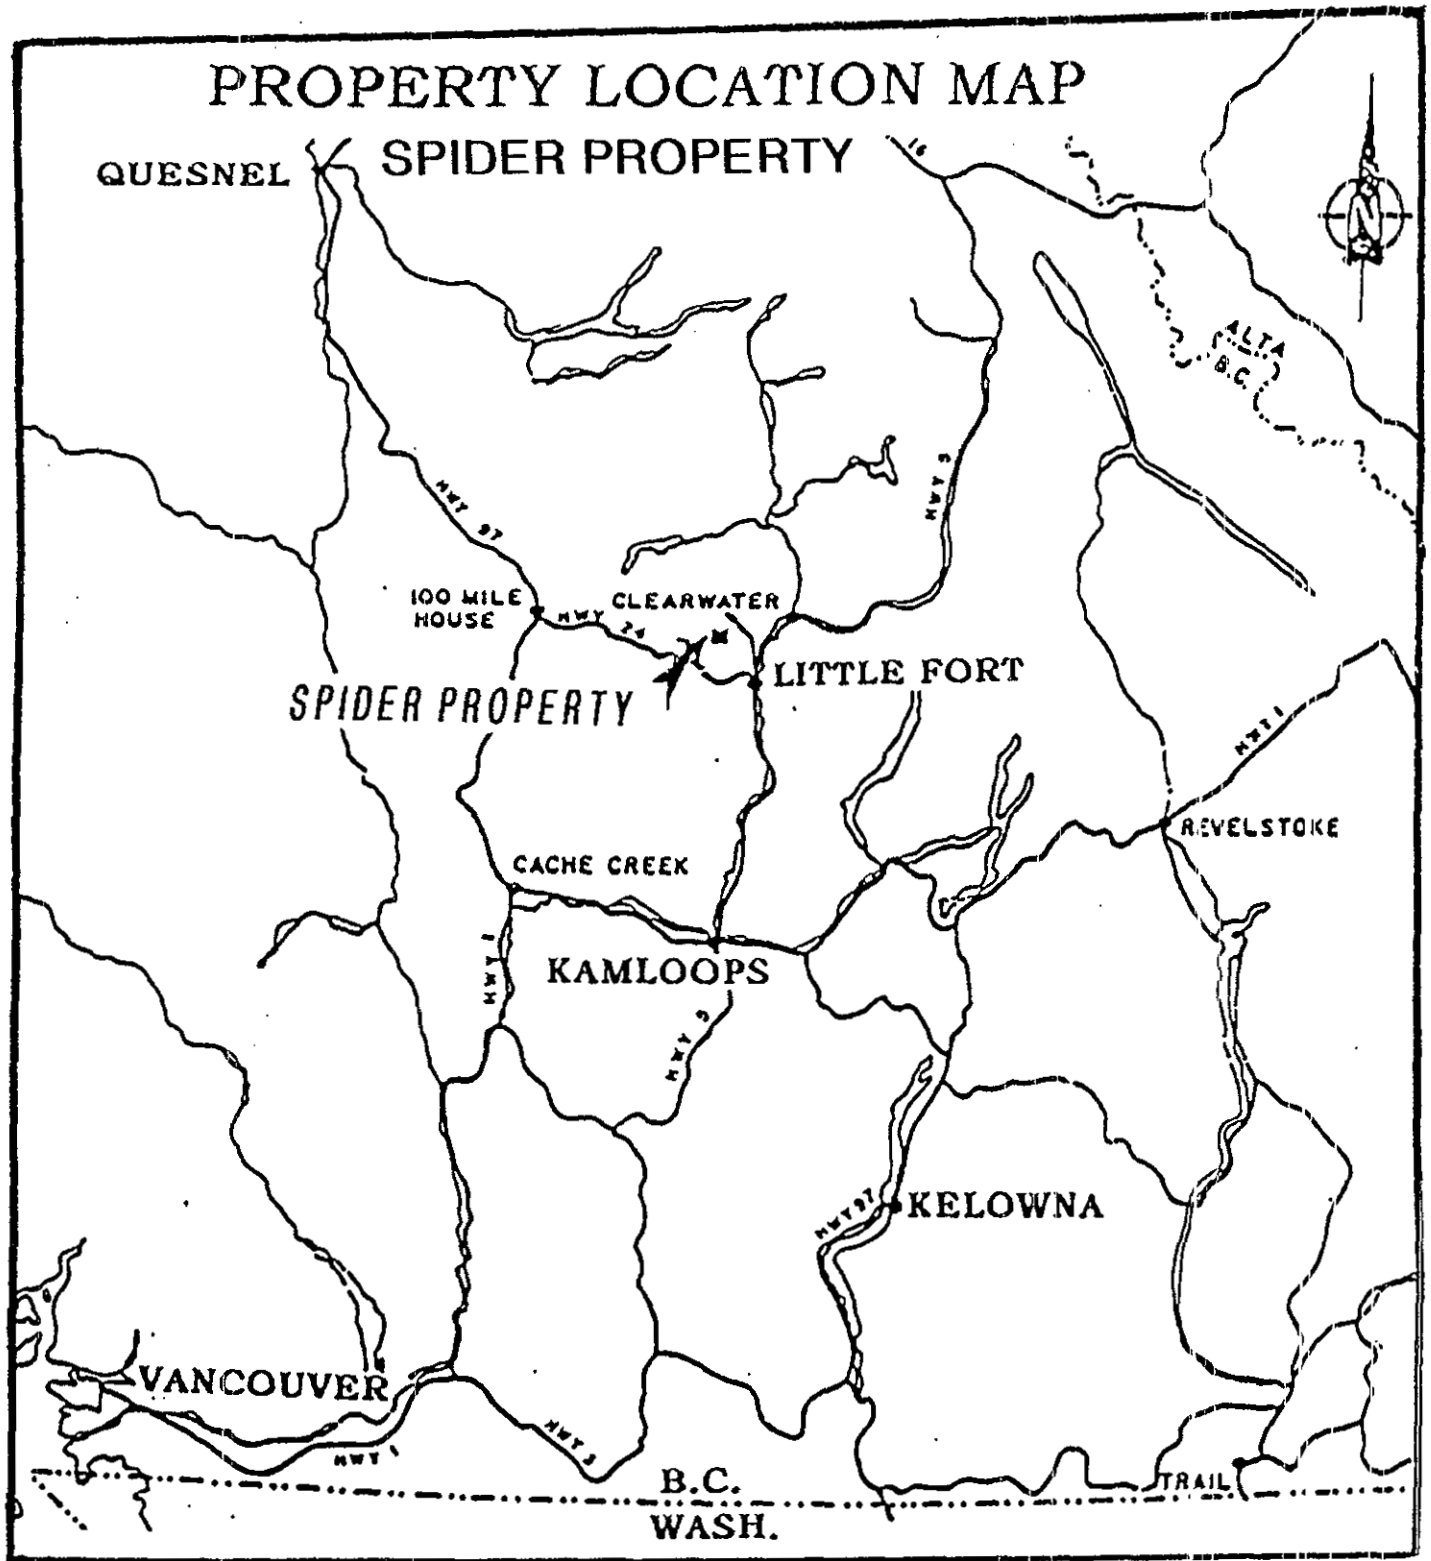 PROPERTY LOCATION MAP
SPIDER PROPERTY
QUESNEL
16
N
ALTA
B.C.
HWY 5
HWY 97
100 MILE
HOUSE
HWY 24
CLEARWATER
LITTLE FORT
SPIDER PROPERTY
HWY 1
REVELSTOKE
CACHE CREEK
HWY 1
KAMLOOPS
HWY 5
HWY 97
KELOWNA
VANCOUVER
HWY 1
HWY 3
B.C.
TRAIL
WASH.